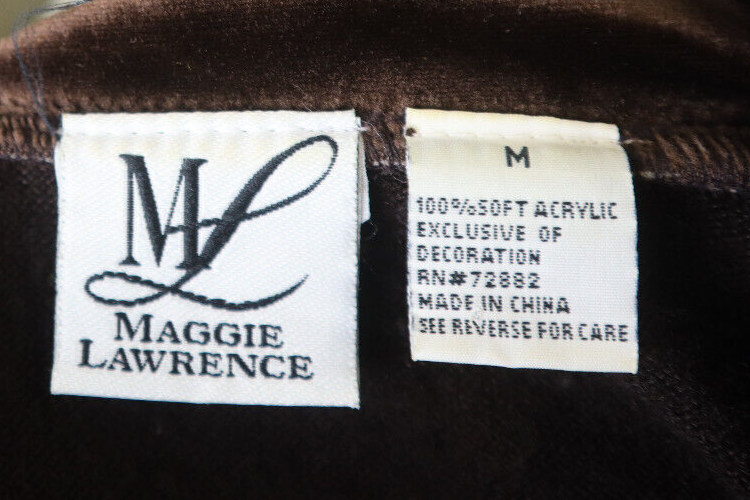 ML
MAGGIE
LAWRENCE
M
100%SOFT ACRYLIC
EXCLUSIVE OF
DECORATION
RN#72882
MADE IN CHINA
SEE REVERSE FOR CARE